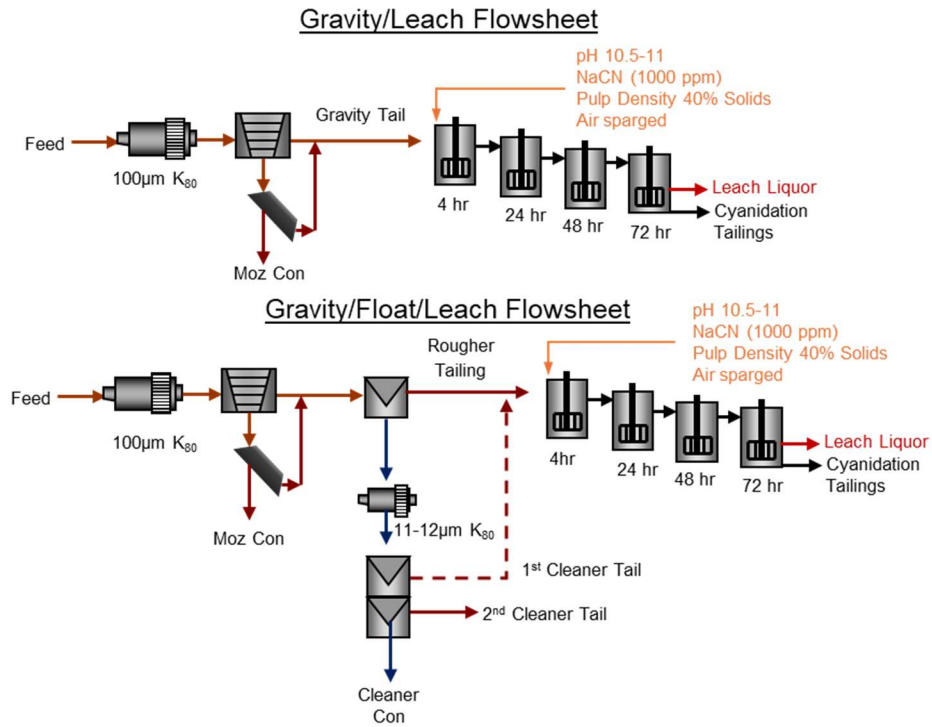 Gravity/Leach Flowsheet
pH 10.5-11
NaCN (1000 ppm)
Pulp Density 40% Solids
Air sparged
Gravity Tail
Feed
100µm K80
4 hr
24 hr
48 hr
72 hr
Leach Liquor
Cyanidation
Tailings
Moz Con
Gravity/Float/Leach Flowsheet
pH 10.5-11
NaCN (1000 ppm)
Pulp Density 40% Solids
Air sparged
Rougher
Tailing
Feed
100µm K80
4hr
24 hr
48 hr
72 hr
Leach Liquor
Cyanidation
Tailings
Moz Con
11-12µm K80
1st Cleaner Tail
2nd Cleaner Tail
Cleaner
Con